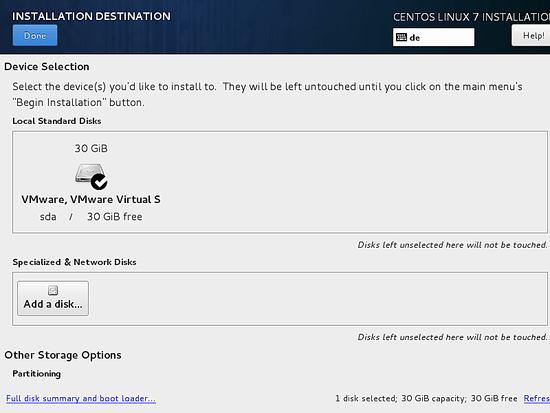 INSTALLATION DESTINATION
CENTOS LINUX 7 INSTALLATIO
Done
de
Help!
Device Selection
Select the device(s) you'd like to install to. They will be left untouched until you click on the main menu's
"Begin Installation" button.
Local Standard Disks
30 GiB
VMware, VMware Virtual S
sda / 30 GiB free
Disks left unselected here will not be touched.
Specialized & Network Disks
Add a disk...
Disks left unselected here will not be touched.
Other Storage Options
Partitioning
Full disk summary and boot loader...
1 disk selected; 30 GiB capacity; 30 GiB free Refres